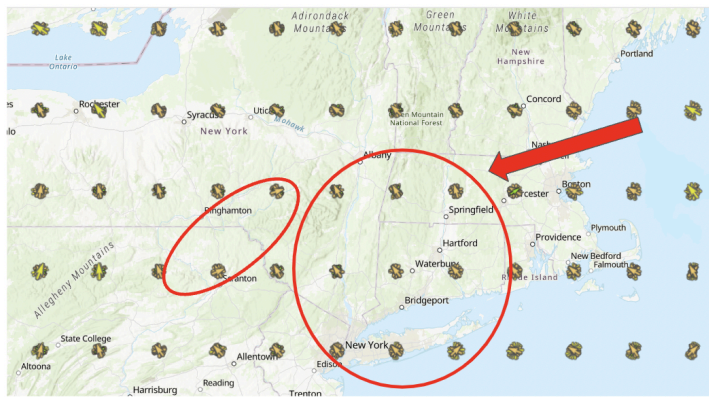 Adirondack
Mountains
Green
Mountains
White
Mountains
Lake
Ontario
New
Hampshire
Portland
Rochester
Syracuse
Utica
Mohawk
New York
Green Mountain
National Forest
Concord
Albany
Binghamton
Springfield
Worcester
Boston
Hartford
Providence
Plymouth
New Bedford
Falmouth
Waterbury
Rhode Island
Scranton
Allegheny Mountains
Bridgeport
State College
Altoona
Allentown
New York
Edison
Harrisburg
Reading
Trenton